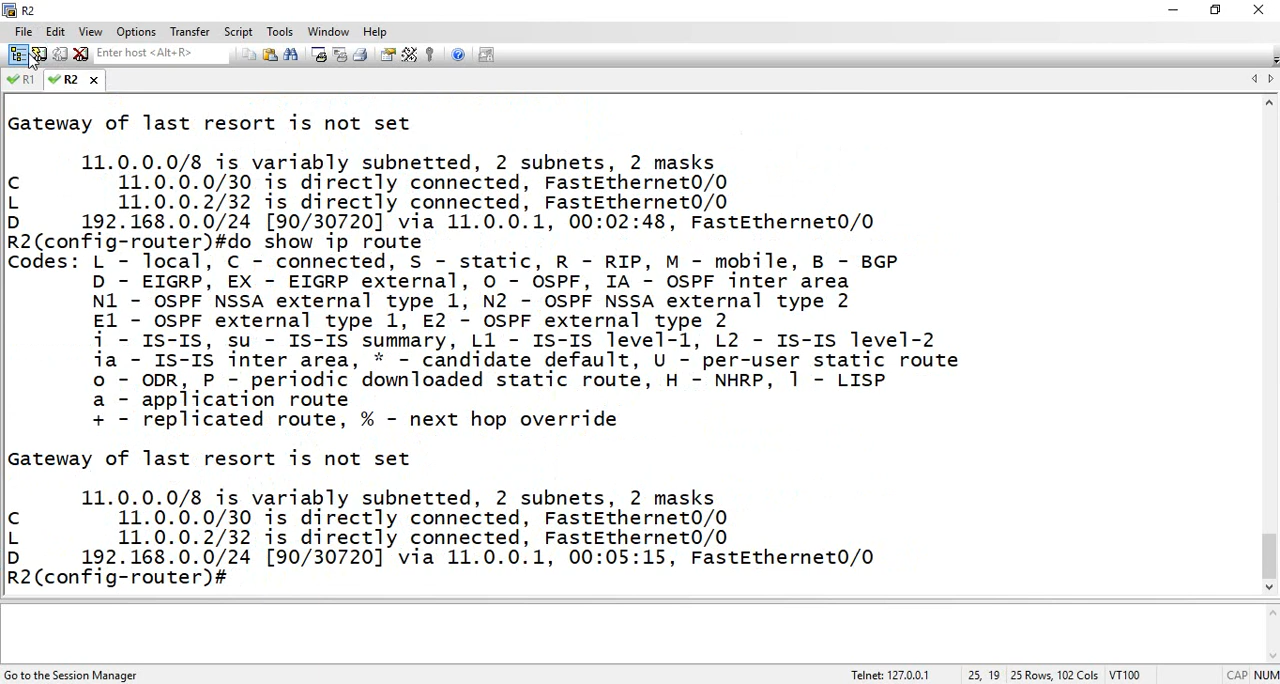 R2
File Edit View Options Transfer Script Tools Window Help
Enter host <Alt+R>
R1 R2
Gateway of last resort is not set
11.0.0.0/8 is variably subnetted, 2 subnets, 2 masks
C 11.0.0.0/30 is directly connected, FastEthernet0/0
L 11.0.0.2/32 is directly connected, FastEthernet0/0
D 192.168.0.0/24 [90/30720] via 11.0.0.1, 00:02:48, FastEthernet0/0
R2(config-router)#do show ip route
Codes: L - local, C - connected, S - static, R - RIP, M - mobile, B - BGP
D - EIGRP, EX - EIGRP external, O - OSPF, IA - OSPF inter area
N1 - OSPF NSSA external type 1, N2 - OSPF NSSA external type 2
E1 - OSPF external type 1, E2 - OSPF external type 2
i - IS-IS, su - IS-IS summary, L1 - IS-IS level-1, L2 - IS-IS level-2
ia - IS-IS inter area, * - candidate default, U - per-user static route
o - ODR, P - periodic downloaded static route, H - NHRP, l - LISP
a - application route
+ - replicated route, % - next hop override
Gateway of last resort is not set
11.0.0.0/8 is variably subnetted, 2 subnets, 2 masks
C 11.0.0.0/30 is directly connected, FastEthernet0/0
L 11.0.0.2/32 is directly connected, FastEthernet0/0
D 192.168.0.0/24 [90/30720] via 11.0.0.1, 00:05:15, FastEthernet0/0
R2(config-router)#
Go to the Session Manager Telnet: 127.0.0.1 25, 19 25 Rows, 102 Cols VT100 CAP NUM